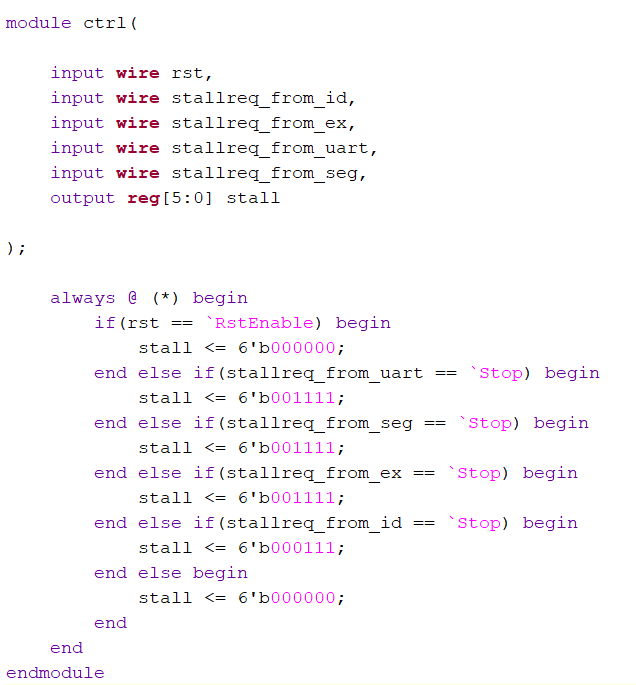 module ctrl(
    input wire rst,
    input wire stallreq_from_id,
    input wire stallreq_from_ex,
    input wire stallreq_from_uart,
    input wire stallreq_from_seg,
    output reg[5:0] stall
);
    always @ (*) begin
        if(rst == `RstEnable) begin
            stall <= 6'b000000;
        end else if(stallreq_from_uart == `Stop) begin
            stall <= 6'b001111;
        end else if(stallreq_from_seg == `Stop) begin
            stall <= 6'b001111;
        end else if(stallreq_from_ex == `Stop) begin
            stall <= 6'b001111;
        end else if(stallreq_from_id == `Stop) begin
            stall <= 6'b000111;
        end else begin
            stall <= 6'b000000;
        end
    end
endmodule